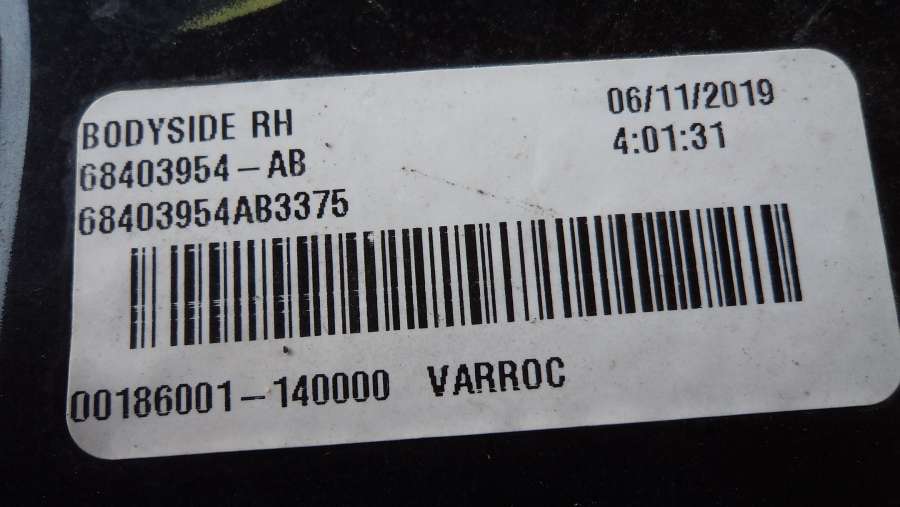 BODYSIDE RH
06/11/2019
68403954-AB
4:01:31
68403954AB3375
00186001-140000 VARROC